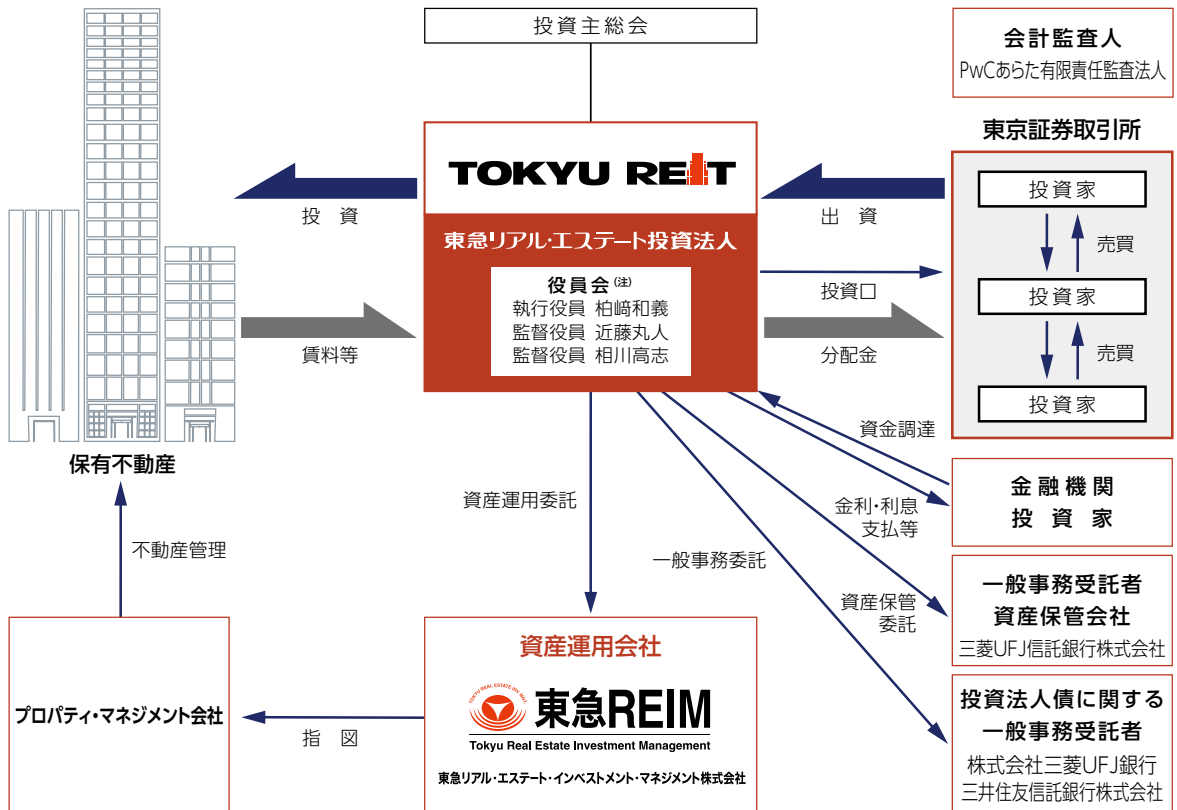 投資主総会
会計監査人
PwCあらた有限責任監査法人
TOKYU REIT
東急リアル・エステート投資法人
役員会(注)
執行役員 柏﨑和義
監督役員 近藤丸人
監督役員 相川高志
投 資
賃料等
出 資
投資口
分配金
東京証券取引所
投資家
売買
投資家
売買
投資家
保有不動産
不動産管理
資産運用委託
一般事務委託
資金調達
金利・利息
支払等
資産保管
委託
金融機関
投 資 家
一般事務受託者
資産保管会社
三菱UFJ信託銀行株式会社
投資法人債に関する
一般事務受託者
株式会社三菱UFJ銀行
三井住友信託銀行株式会社
プロパティ・マネジメント会社
指 図
資産運用会社
TOKYU REAL ESTATE INV. MGT.
東急REIM
Tokyu Real Estate Investment Management
東急リアル・エステート・インベストメント・マネジメント株式会社